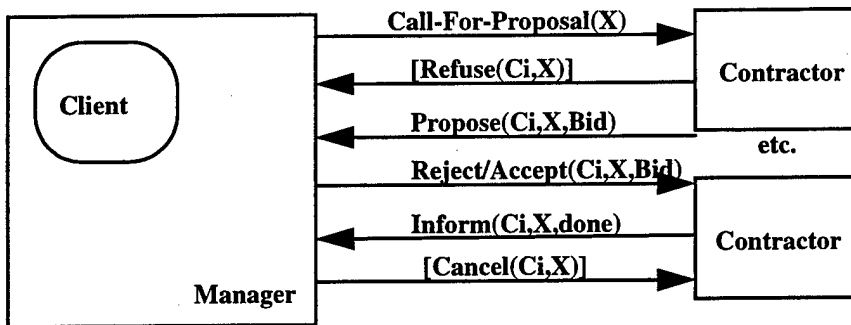 Call-For-Proposal(X)
[Refuse(Ci,X)]
Contractor
Client
Propose(Ci,X,Bid)
etc.
Reject/Accept(Ci,X,Bid)
Inform(Ci,X,done)
Contractor
[Cancel(Ci,X)]
Manager